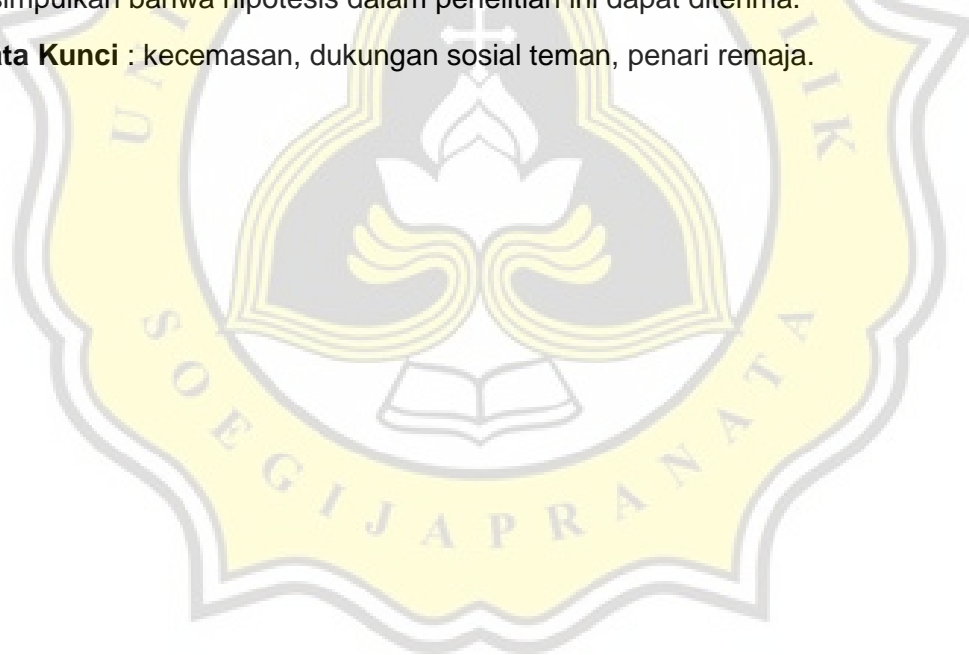 simpulkan bahwa hipotesis dalam penelitian ini dapat diterima.
ata Kunci : kecemasan, dukungan sosial teman, penari remaja.
SOEGIJAPRANATA